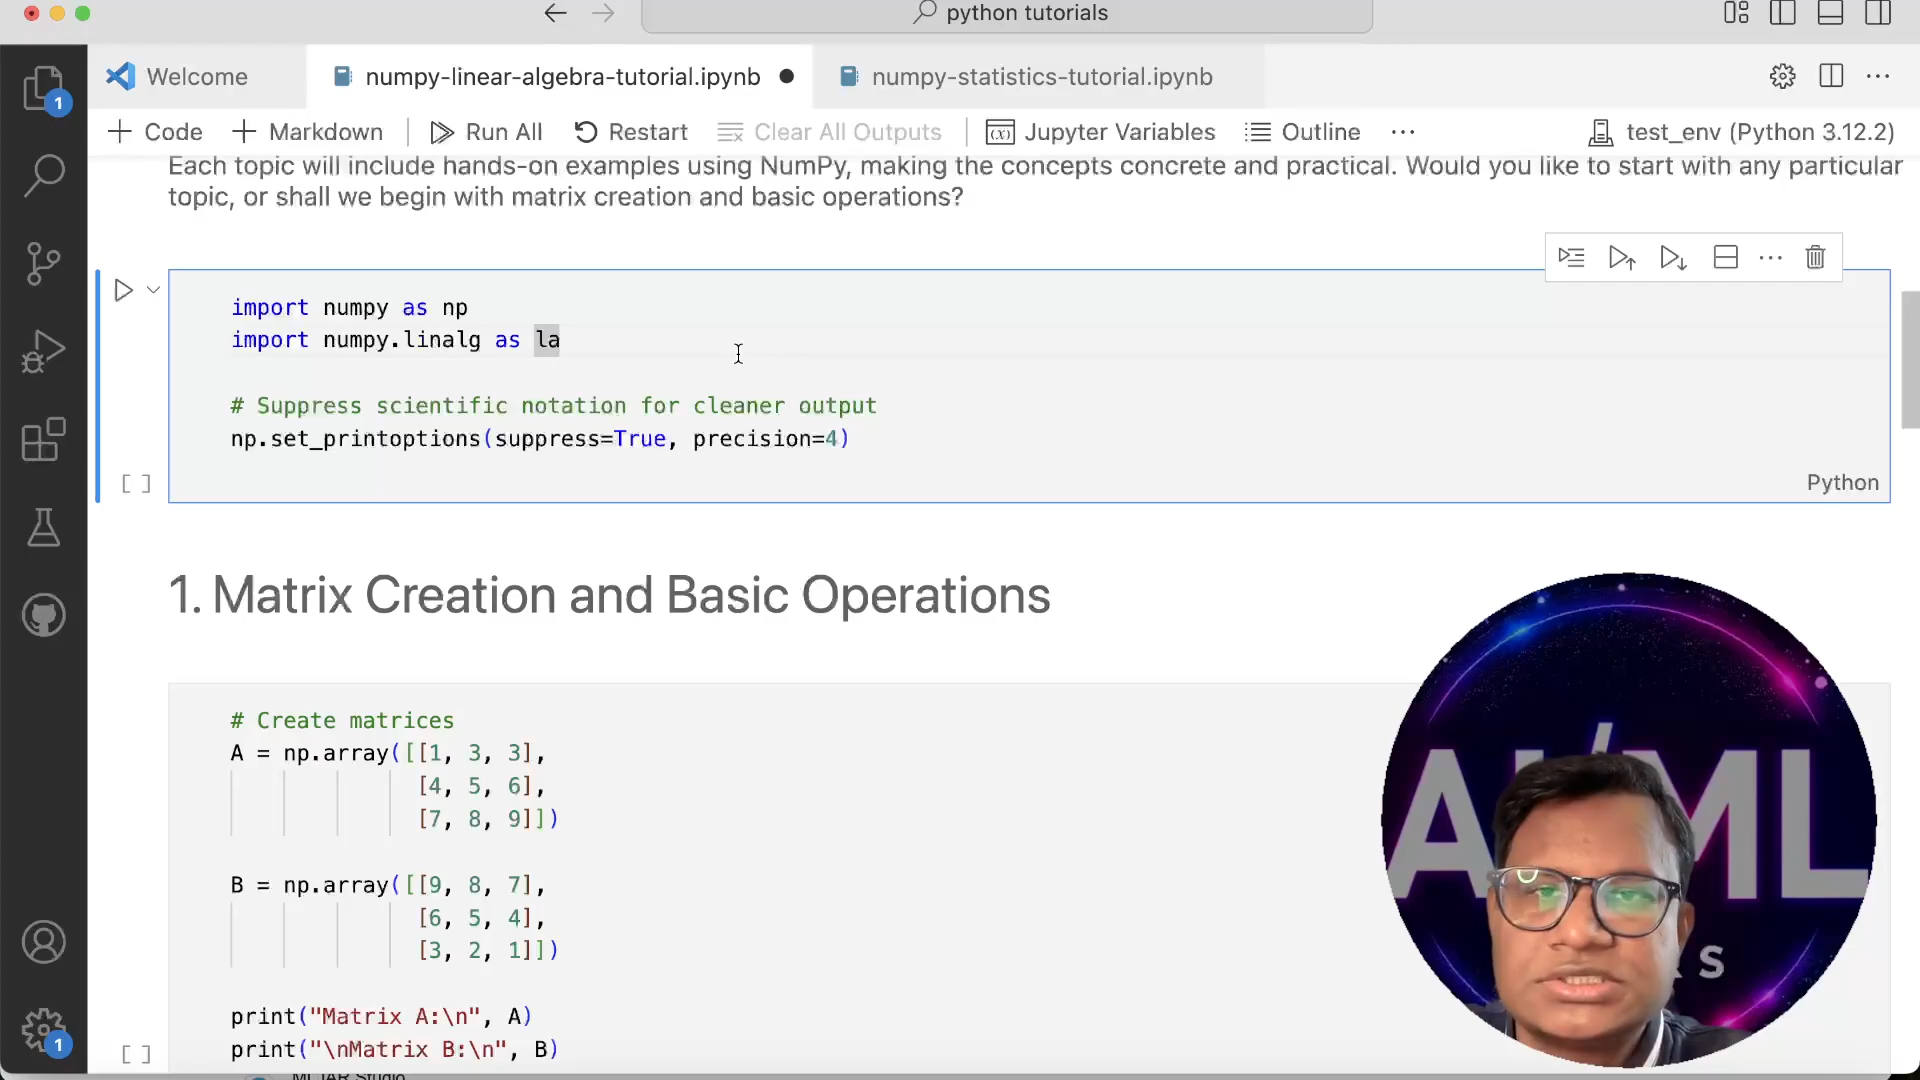 python tutorials
Welcome
numpy-linear-algebra-tutorial.ipynb
numpy-statistics-tutorial.ipynb
1
Code
Markdown
Run All
Restart
Clear All Outputs
Jupyter Variables
Outline
test_env (Python 3.12.2)
Each topic will include hands-on examples using NumPy, making the concepts concrete and practical. Would you like to start with any particular
topic, or shall we begin with matrix creation and basic operations?
import numpy as np
import numpy.linalg as la
# Suppress scientific notation for cleaner output
np.set_printoptions(suppress=True, precision=4)
[ ]
Python
1. Matrix Creation and Basic Operations
# Create matrices
A = np.array([[1, 3, 3],
[4, 5, 6],
[7, 8, 9]])
B = np.array([[9, 8, 7],
[6, 5, 4],
[3, 2, 1]])
print("Matrix A:\n", A)
print("\nMatrix B:\n", B)
[ ]
1